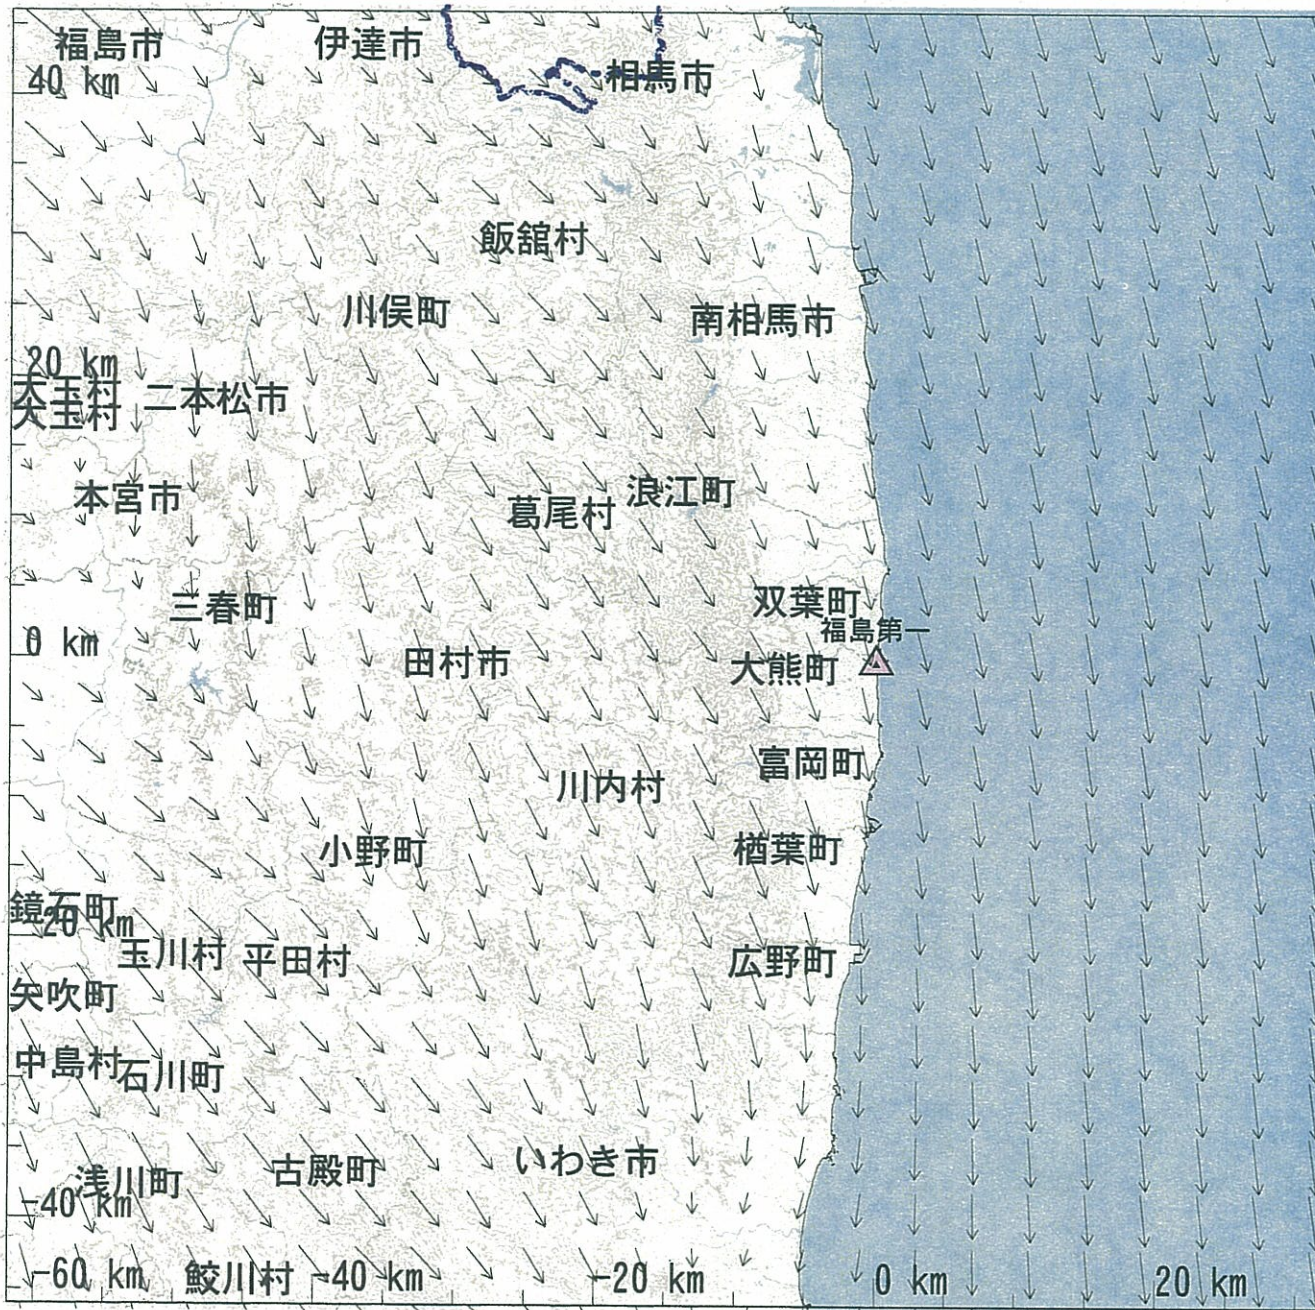 福島市
伊達市
相馬市
40 km
飯舘村
川俣町
南相馬市
20 km
大玉村
二本松市
大玉村
本宮市
浪江町
葛尾村
双葉町
三春町
福島第一
0 km
田村市
大熊町
富岡町
川内村
小野町
楢葉町
鏡石町
-20 km
玉川村
平田村
広野町
矢吹町
中島村
石川町
いわき市
古殿町
浅川町
-40 km
-60 km
鮫川村
-40 km
-20 km
0 km
20 km